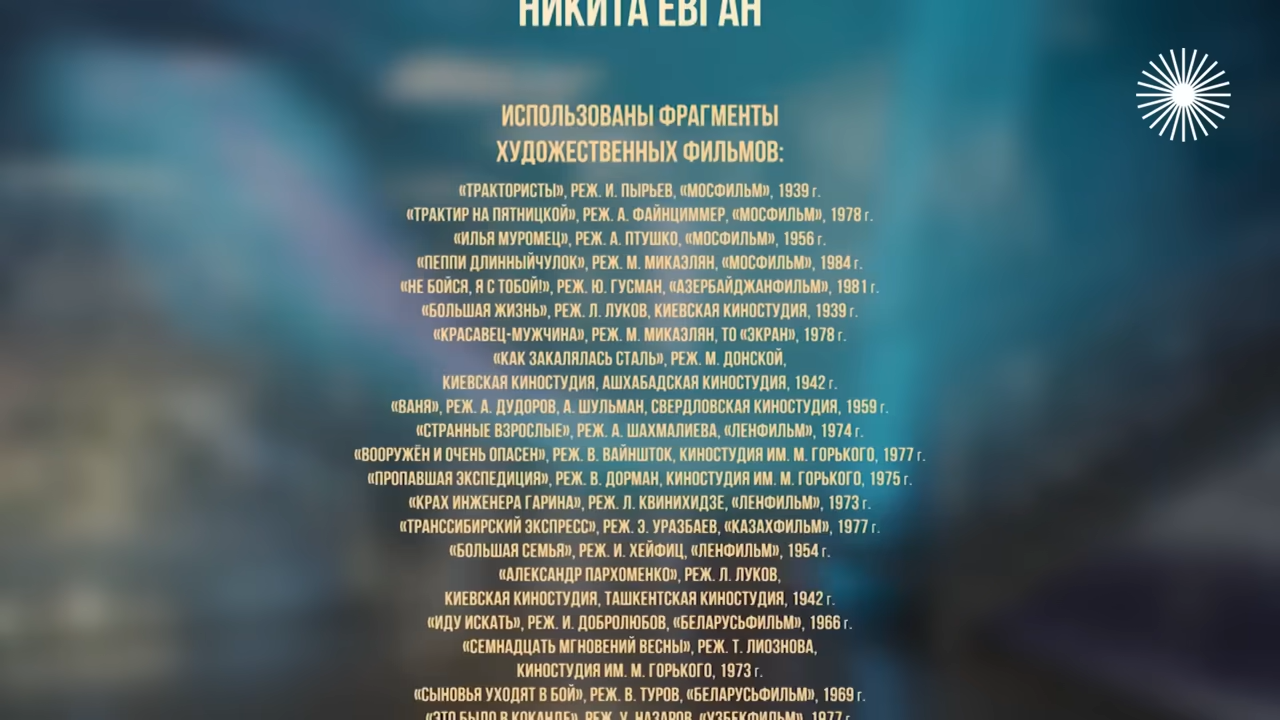 НИКИТА ЕВГАН
ИСПОЛЬЗОВАНЫ ФРАГМЕНТЫ
ХУДОЖЕСТВЕННЫХ ФИЛЬМОВ:
«ТРАКТОРИСТЫ», РЕЖ. И. ПЫРЬЕВ, «МОСФИЛЬМ», 1939 г.
«ТРАКТИР НА ПЯТНИЦКОЙ», РЕЖ. А. ФАЙНЦИММЕР, «МОСФИЛЬМ», 1978 г.
«ИЛЬЯ МУРОМЕЦ», РЕЖ. А. ПТУШКО, «МОСФИЛЬМ», 1956 г.
«ПЕППИ ДЛИННЫЙЧУЛОК», РЕЖ. М. МИКАЭЛЯН, «МОСФИЛЬМ», 1984 г.
«НЕ БОЙСЯ, Я С ТОБОЙ!», РЕЖ. Ю. ГУСМАН, «АЗЕРБАЙДЖАНФИЛЬМ», 1981 г.
«БОЛЬШАЯ ЖИЗНЬ», РЕЖ. Л. ЛУКОВ, КИЕВСКАЯ КИНОСТУДИЯ, 1939 г.
«КРАСАВЕЦ-МУЖЧИНА», РЕЖ. М. МИКАЭЛЯН, ТО «ЭКРАН», 1978 г.
«КАК ЗАКАЛЯЛАСЬ СТАЛЬ», РЕЖ. М. ДОНСКОЙ,
КИЕВСКАЯ КИНОСТУДИЯ, АШХАБАДСКАЯ КИНОСТУДИЯ, 1942 г.
«ВАНЯ», РЕЖ. А. ДУДОРОВ, А. ШУЛЬМАН, СВЕРДЛОВСКАЯ КИНОСТУДИЯ, 1959 г.
«СТРАННЫЕ ВЗРОСЛЫЕ», РЕЖ. А. ШАХМАЛИЕВА, «ЛЕНФИЛЬМ», 1974 г.
«ВООРУЖЁН И ОЧЕНЬ ОПАСЕН», РЕЖ. В. ВАЙНШТОК, КИНОСТУДИЯ ИМ. М. ГОРЬКОГО, 1977 г.
«ПРОПАВШАЯ ЭКСПЕДИЦИЯ», РЕЖ. В. ДОРМАН, КИНОСТУДИЯ ИМ. М. ГОРЬКОГО, 1975 г.
«КРАХ ИНЖЕНЕРА ГАРИНА», РЕЖ. Л. КВИНИХИДЗЕ, «ЛЕНФИЛЬМ», 1973 г.
«ТРАНССИБИРСКИЙ ЭКСПРЕСС», РЕЖ. Э. УРАЗБАЕВ, «КАЗАХФИЛЬМ», 1977 г.
«БОЛЬШАЯ СЕМЬЯ», РЕЖ. И. ХЕЙФИЦ, «ЛЕНФИЛЬМ», 1954 г.
«АЛЕКСАНДР ПАРХОМЕНКО», РЕЖ. Л. ЛУКОВ,
КИЕВСКАЯ КИНОСТУДИЯ, ТАШКЕНТСКАЯ КИНОСТУДИЯ, 1942 г.
«ИДУ ИСКАТЬ», РЕЖ. И. ДОБРОЛЮБОВ, «БЕЛАРУСЬФИЛЬМ», 1966 г.
«СЕМНАДЦАТЬ МГНОВЕНИЙ ВЕСНЫ», РЕЖ. Т. ЛИОЗНОВА,
КИНОСТУДИЯ ИМ. М. ГОРЬКОГО, 1973 г.
«СЫНОВЬЯ УХОДЯТ В БОЙ», РЕЖ. В. ТУРОВ, «БЕЛАРУСЬФИЛЬМ», 1969 г.
«ЭТО БЫЛО В КОКАНДЕ», РЕЖ. У. НАЗАРОВ, «УЗБЕКФИЛЬМ», 1977 г.